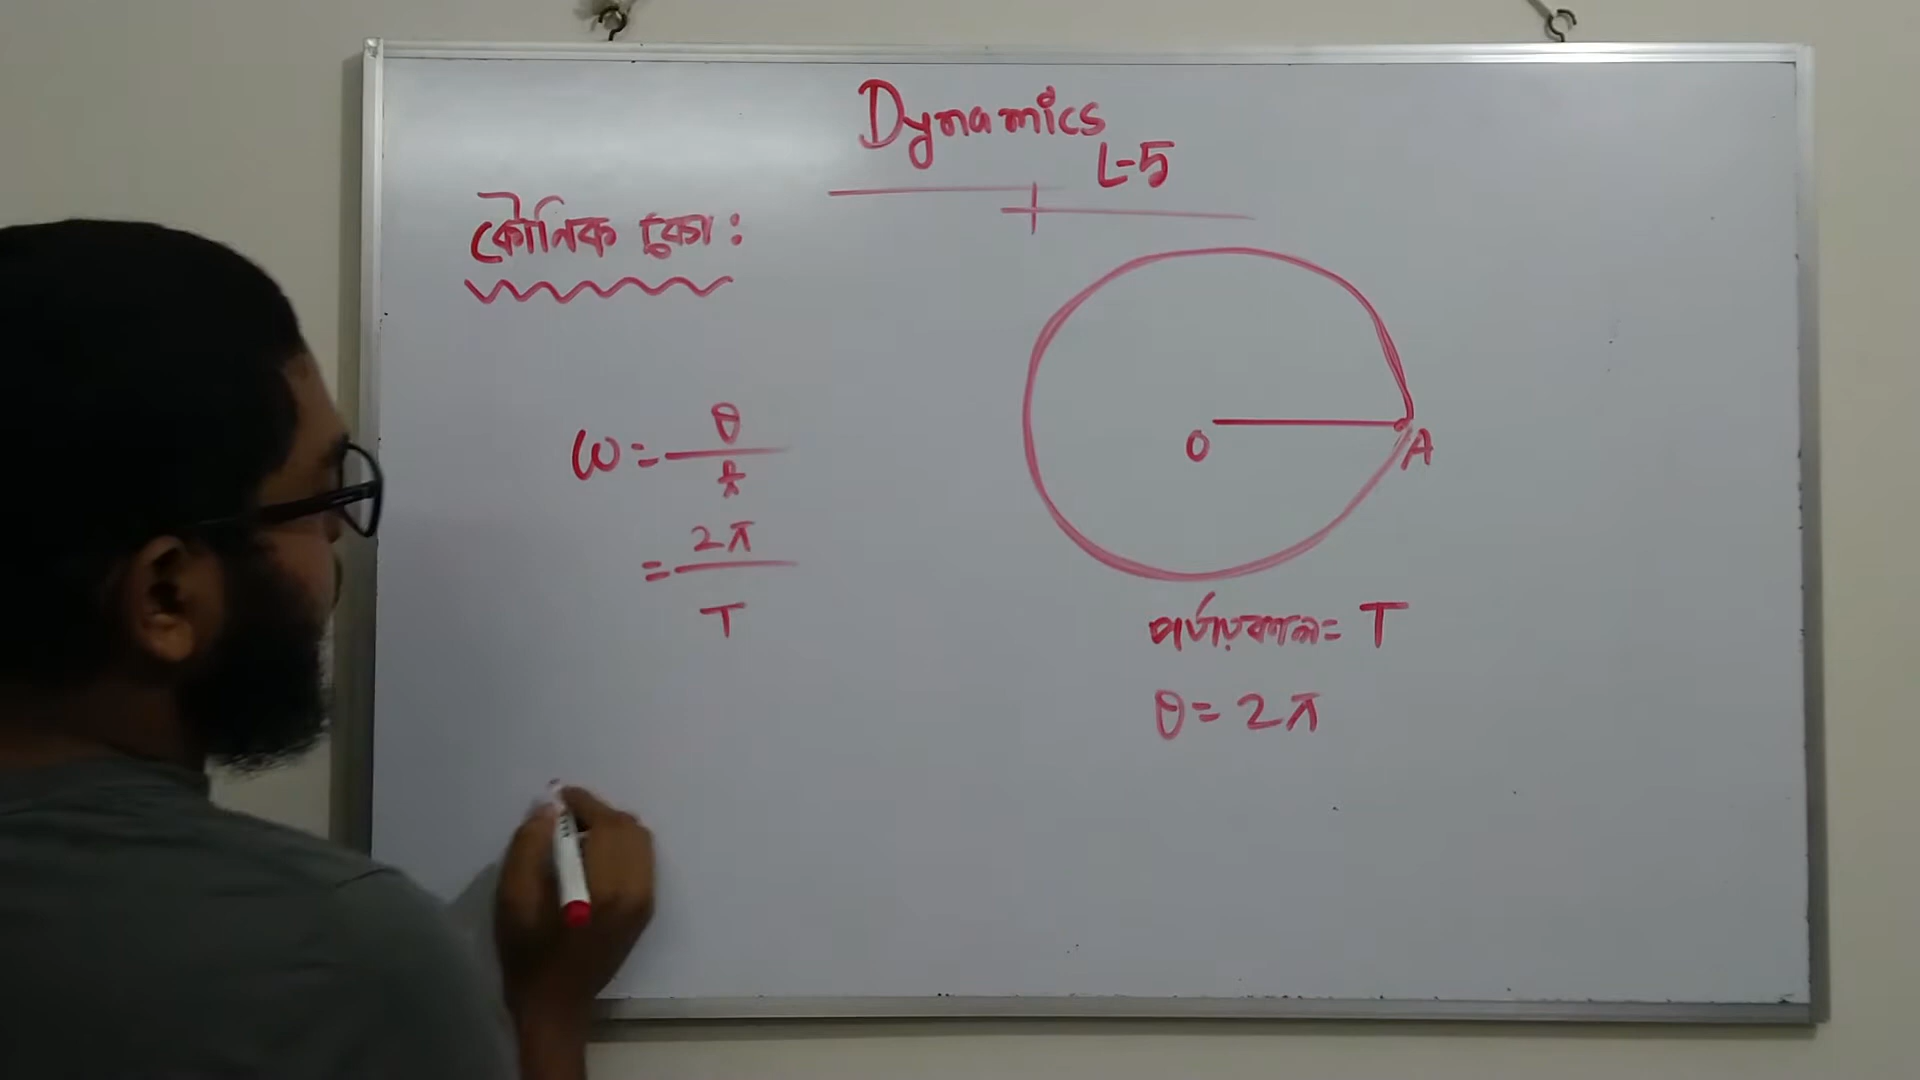 Dynamics
L-5
কৌনিক বেগ:
ω = θ / t
= 2π / T
O
A
পর্যায়কাল = T
θ = 2π